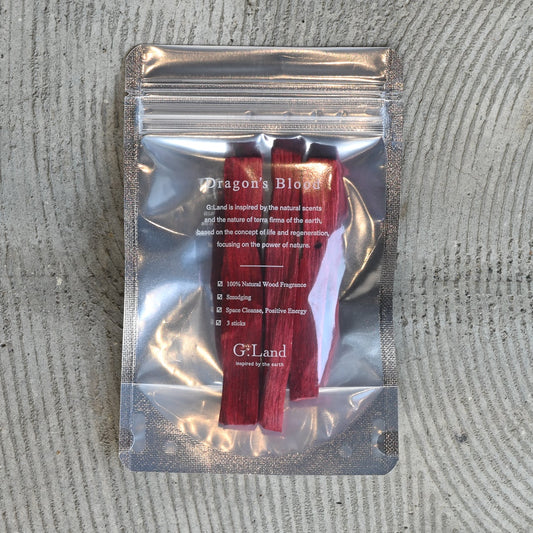 Dragon's Blood
G:Land is inspired by the natural scents
and the nature of terra firma of the earth,
based on the concept of life and regeneration,
focusing on the power of nature.
100% Natural Wood Fragrance
Smudging
Space Cleanse, Positive Energy
3 sticks
G:Land
inspired by the earth